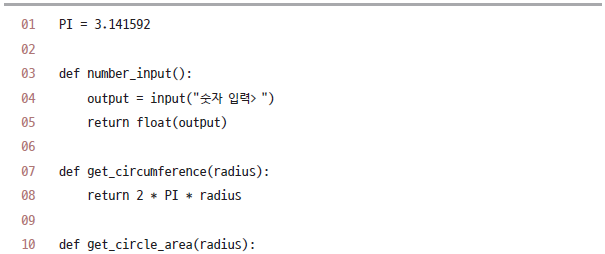 01 PI = 3.141592
02
03 def number_input():
04     output = input("숫자 입력> ")
05     return float(output)
06
07 def get_circumference(radius):
08     return 2 * PI * radius
09
10 def get_circle_area(radius):